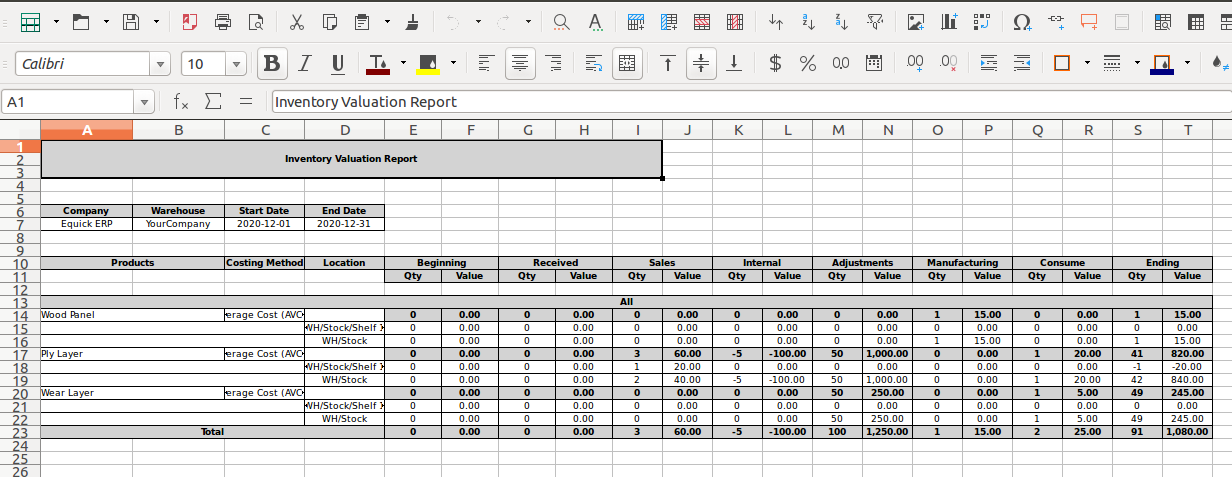 Calibri 10 B I U $ % 0.0
A1 Inventory Valuation Report
A B C D E F G H I J K L M N O P Q R S T
1
2 Inventory Valuation Report
3
4
5
6 Company Warehouse Start Date End Date
7 Equick ERP YourCompany 2020-12-01 2020-12-31
8
9
10 Products Costing Method Location Beginning Received Sales Internal Adjustments Manufacturing Consume Ending
11 Qty Value Qty Value Qty Value Qty Value Qty Value Qty Value Qty Value Qty Value
12
13 All
14 Wood Panel erage Cost (AVC 0 0.00 0 0.00 0 0.00 0 0.00 0 0.00 1 15.00 0 0.00 1 15.00
15 WH/Stock/Shelf 0 0.00 0 0.00 0 0.00 0 0.00 0 0.00 0 0.00 0 0.00 0 0.00
16 WH/Stock 0 0.00 0 0.00 0 0.00 0 0.00 0 0.00 1 15.00 0 0.00 1 15.00
17 Ply Layer erage Cost (AVC 0 0.00 0 0.00 3 60.00 -5 -100.00 50 1,000.00 0 0.00 1 20.00 41 820.00
18 WH/Stock/Shelf 0 0.00 0 0.00 1 20.00 0 0.00 0 0.00 0 0.00 0 0.00 -1 -20.00
19 WH/Stock 0 0.00 0 0.00 2 40.00 -5 -100.00 50 1,000.00 0 0.00 1 20.00 42 840.00
20 Wear Layer erage Cost (AVC 0 0.00 0 0.00 0 0.00 0 0.00 50 250.00 0 0.00 1 5.00 49 245.00
21 WH/Stock/Shelf 0 0.00 0 0.00 0 0.00 0 0.00 0 0.00 0 0.00 0 0.00 0 0.00
22 WH/Stock 0 0.00 0 0.00 0 0.00 0 0.00 50 250.00 0 0.00 1 5.00 49 245.00
23 Total 0 0.00 0 0.00 3 60.00 -5 -100.00 100 1,250.00 1 15.00 2 25.00 91 1,080.00
24
25
26